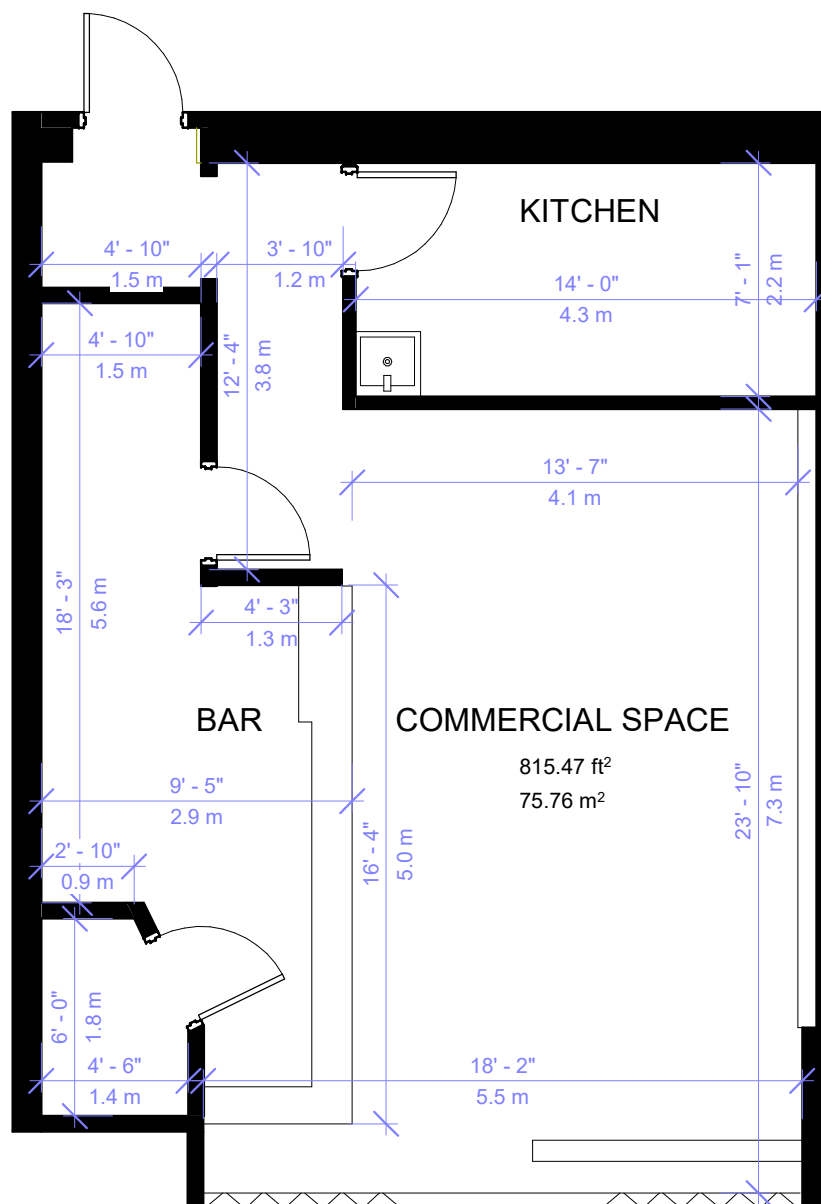 KITCHEN
4' - 10"
1.5 m
3' - 10"
1.2 m
14' - 0"
4.3 m
7' - 1"
2.2 m
4' - 10"
1.5 m
12' - 4"
3.8 m
13' - 7"
4.1 m
18' - 3"
5.6 m
4' - 3"
1.3 m
BAR
COMMERCIAL SPACE
815.47 ft²
75.76 m²
9' - 5"
2.9 m
23' - 10"
7.3 m
16' - 4"
5.0 m
2' - 10"
0.9 m
6' - 0"
1.8 m
4' - 6"
1.4 m
18' - 2"
5.5 m